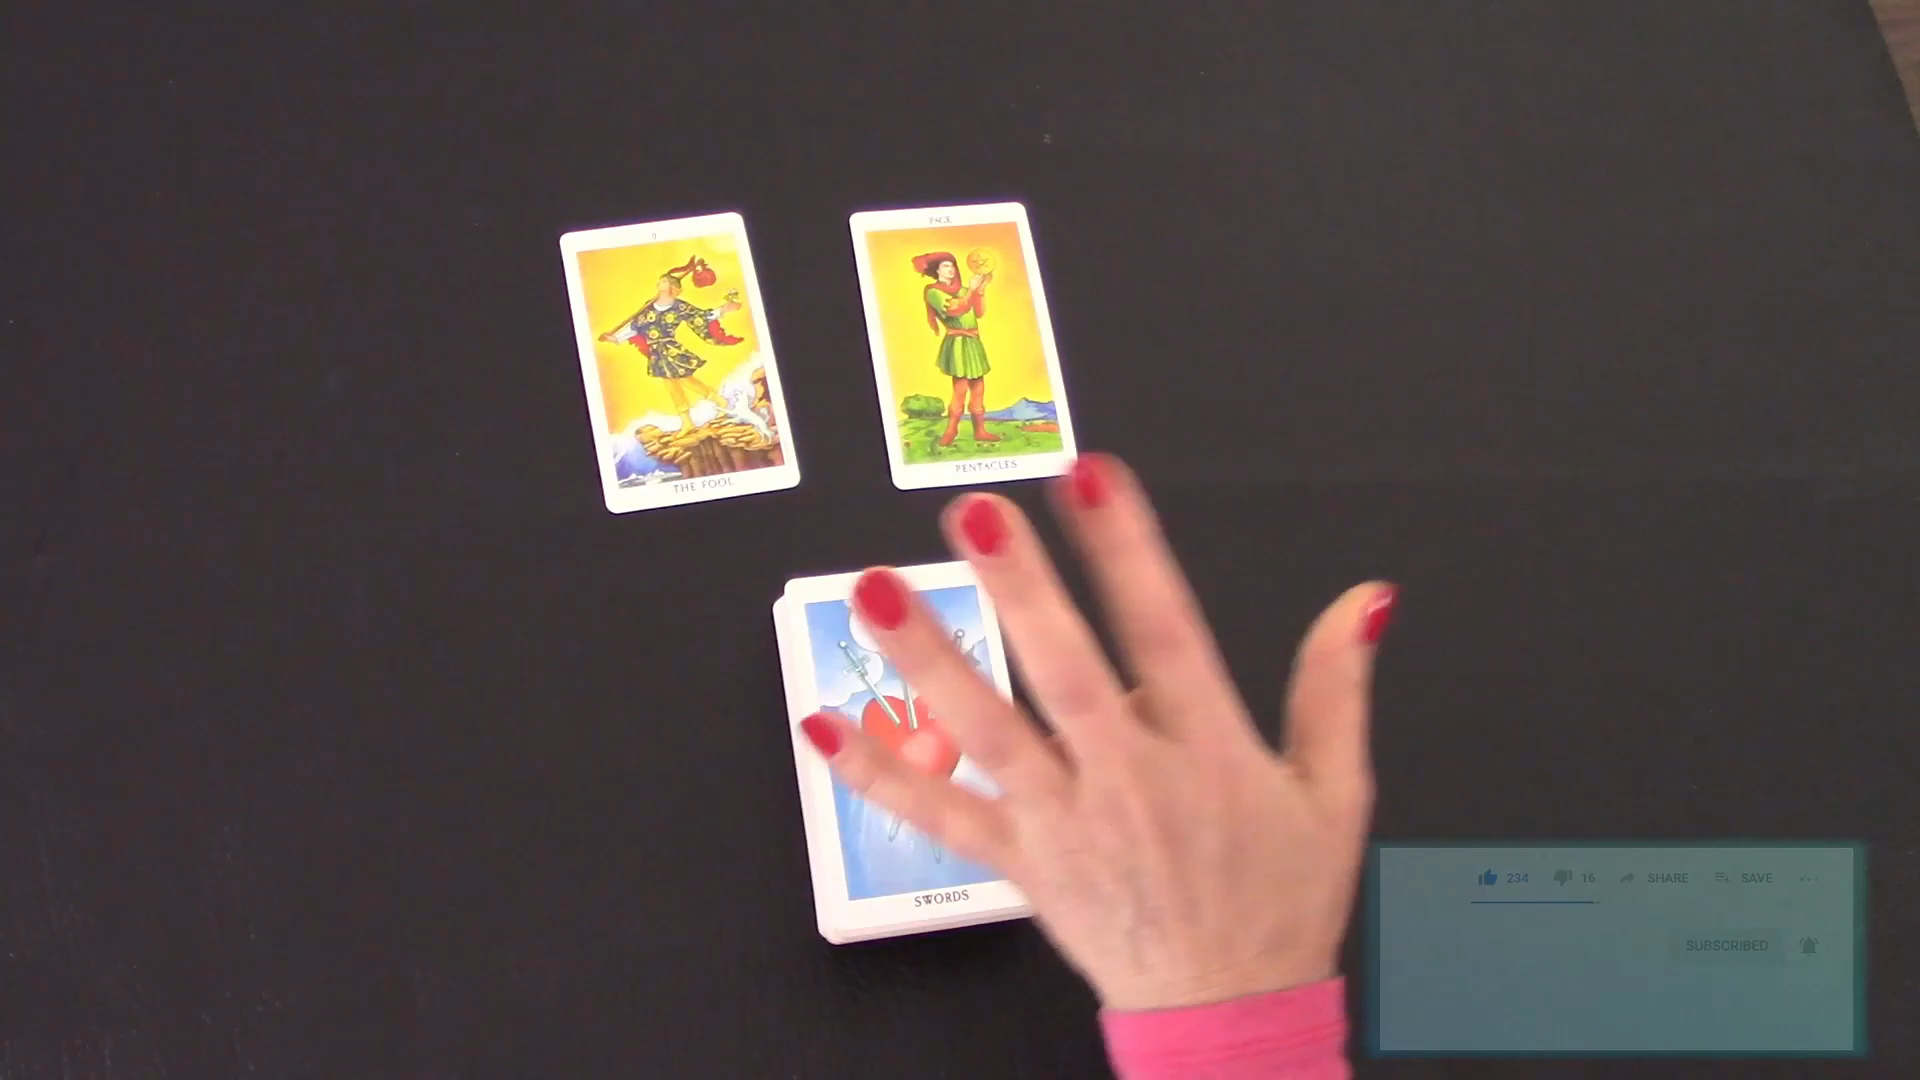 0
THE FOOL
PAGE
PENTACLES
SWORDS
234 16 SHARE SAVE
SUBSCRIBED